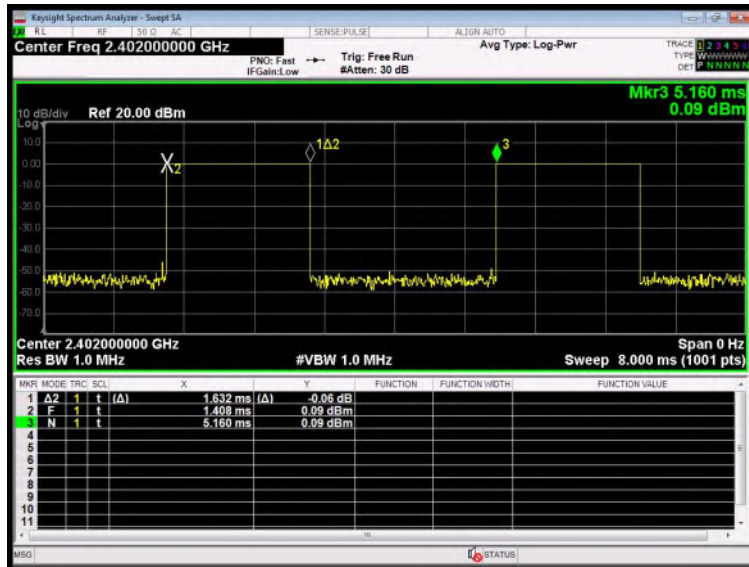 Keysight Spectrum Analyzer - Swept SA
RL RF 50 Ω AC SENSE:PULSE ALIGN AUTO
Center Freq 2.402000000 GHz
PNO: Fast
IFGain:Low
Trig: Free Run
#Atten: 30 dB
Avg Type: Log-Pwr
TRACE 1 2 3 4 5 6
TYPE W
DET P N N N N N
Mkr3 5.160 ms
0.09 dBm
10 dB/div Ref 20.00 dBm
Log
10.0
0.00
-10.0
-20.0
-30.0
-40.0
-50.0
-60.0
-70.0
X2
1Δ2
3
Center 2.402000000 GHz Span 0 Hz
Res BW 1.0 MHz #VBW 1.0 MHz Sweep 8.000 ms (1001 pts)
MKR MODE TRC SCL X Y FUNCTION FUNCTION WIDTH FUNCTION VALUE
1 Δ2 1 t (Δ) 1.632 ms (Δ) -0.06 dB
2 F 1 t 1.408 ms 0.09 dBm
3 N 1 t 5.160 ms 0.09 dBm
4
5
6
7
8
9
10
11
MSG STATUS